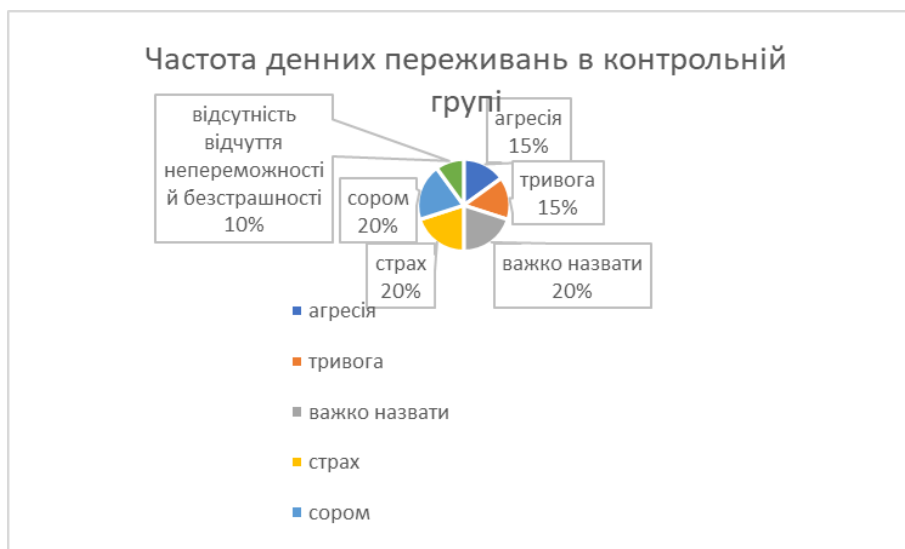 Частота денних переживань в контрольній
групі
відсутність
відчуття
непереможності
й безстрашності
10%
агресія
15%
тривога
15%
сором
20%
страх
20%
важко назвати
20%
агресія
тривога
важко назвати
страх
сором